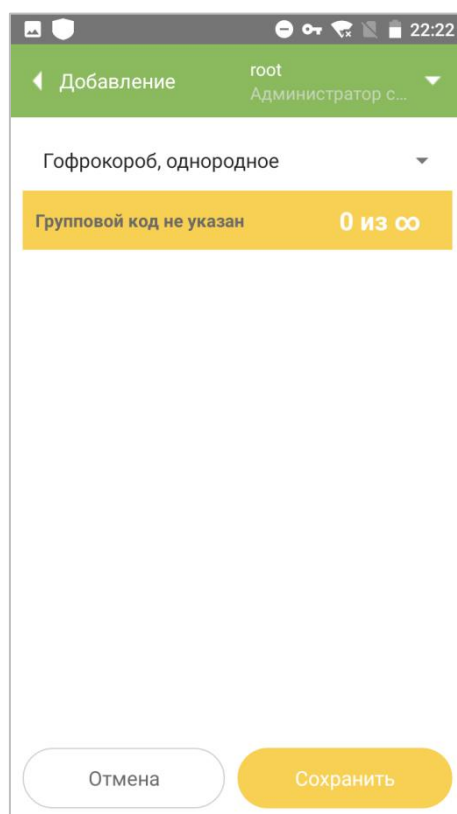 22:22
Добавление
root
Администратор с...
Гофрокороб, однородное
Групповой код не указан
0 из ∞
Отмена
Сохранить